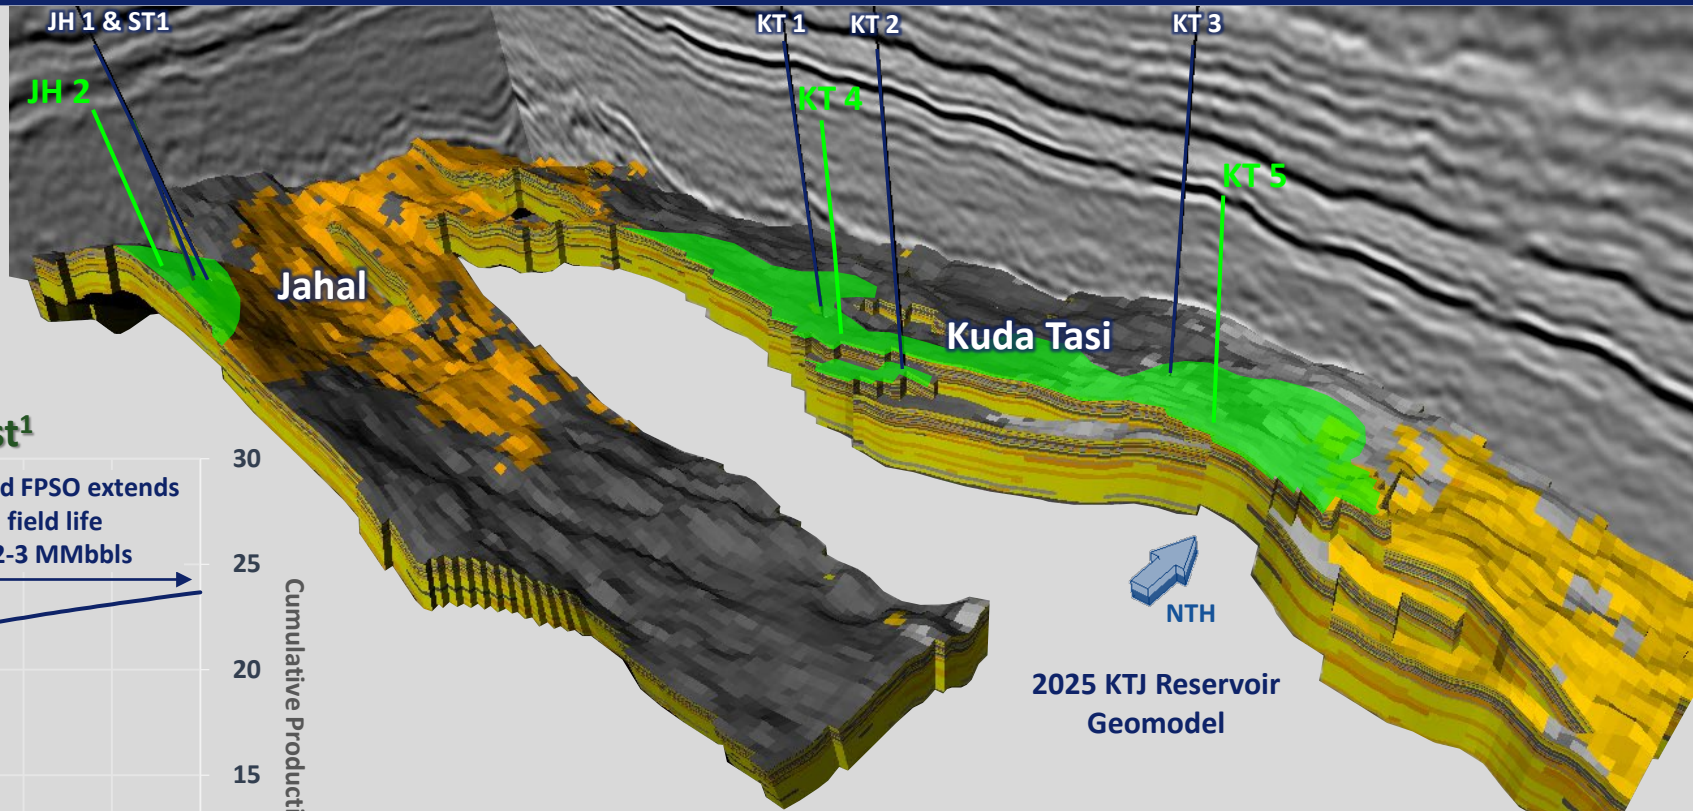 JH 1 & ST1
KT 1
KT 2
KT 3
JH 2
KT 4
KT 5
Jahal
Kuda Tasi
st¹
30
d FPSO extends
field life
2-3 MMbbls
25
20
15
Cumulative Producti
NTH
2025 KTJ Reservoir
Geomodel